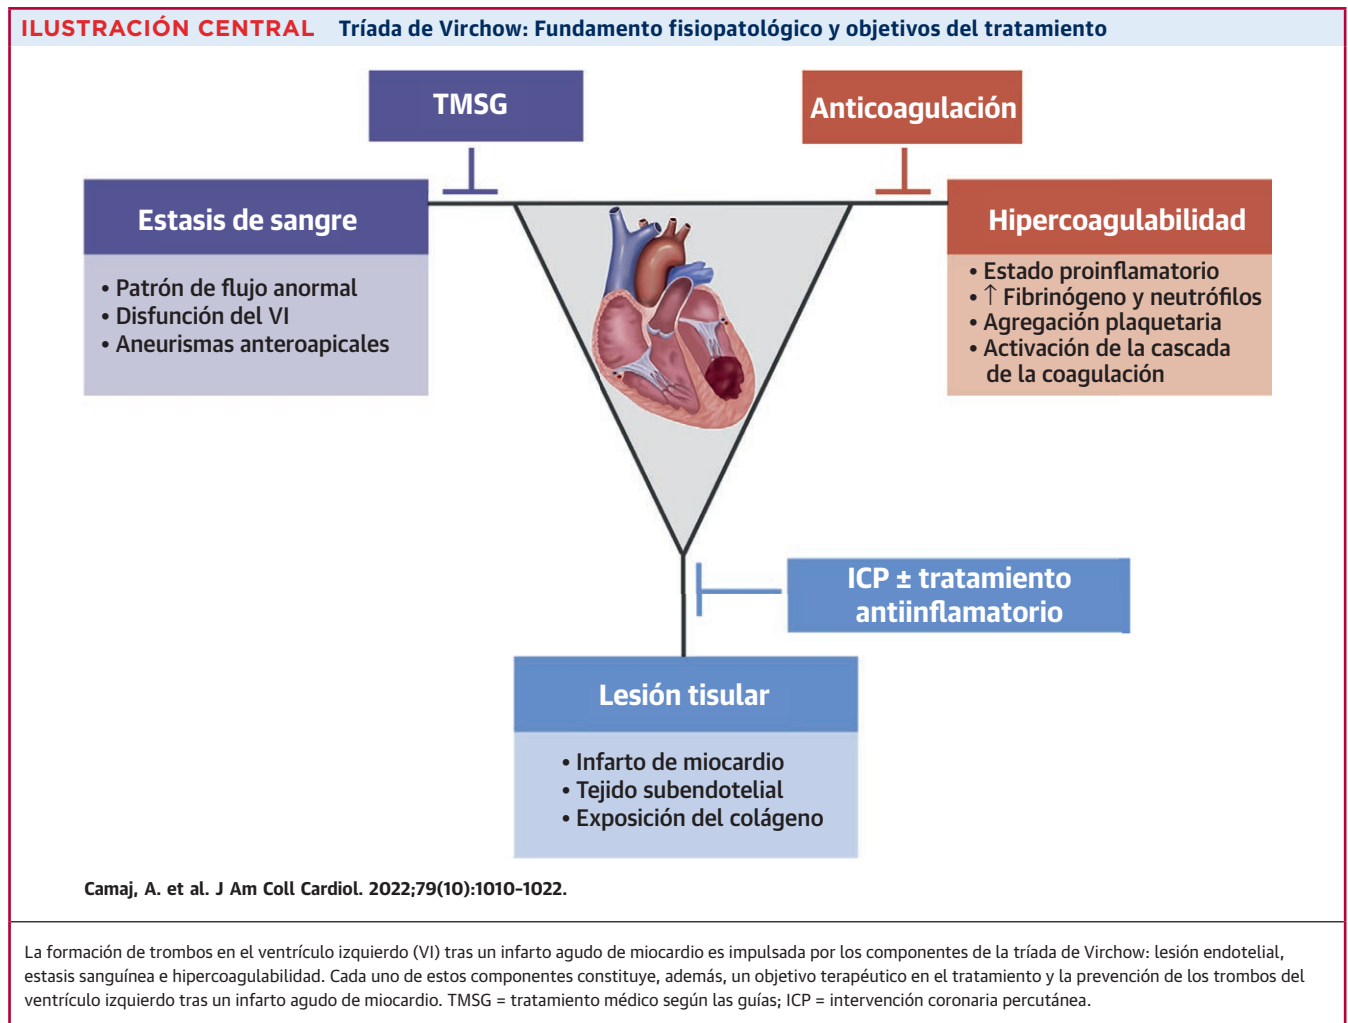 ILUSTRACIÓN CENTRAL Tríada de Virchow: Fundamento fisiopatológico y objetivos del tratamiento
TMSG
Anticoagulación
Estasis de sangre
• Patrón de flujo anormal
• Disfunción del VI
• Aneurismas anteroapicales
Hipercoagulabilidad
• Estado proinflamatorio
• ↑ Fibrinógeno y neutrófilos
• Agregación plaquetaria
• Activación de la cascada
de la coagulación
ICP ± tratamiento
antiinflamatorio
Lesión tisular
• Infarto de miocardio
• Tejido subendotelial
• Exposición del colágeno
Camaj, A. et al. J Am Coll Cardiol. 2022;79(10):1010-1022.
La formación de trombos en el ventrículo izquierdo (VI) tras un infarto agudo de miocardio es impulsada por los componentes de la tríada de Virchow: lesión endotelial,
estasis sanguínea e hipercoagulabilidad. Cada uno de estos componentes constituye, además, un objetivo terapéutico en el tratamiento y la prevención de los trombos del
ventrículo izquierdo tras un infarto agudo de miocardio. TMSG = tratamiento médico según las guías; ICP = intervención coronaria percutánea.